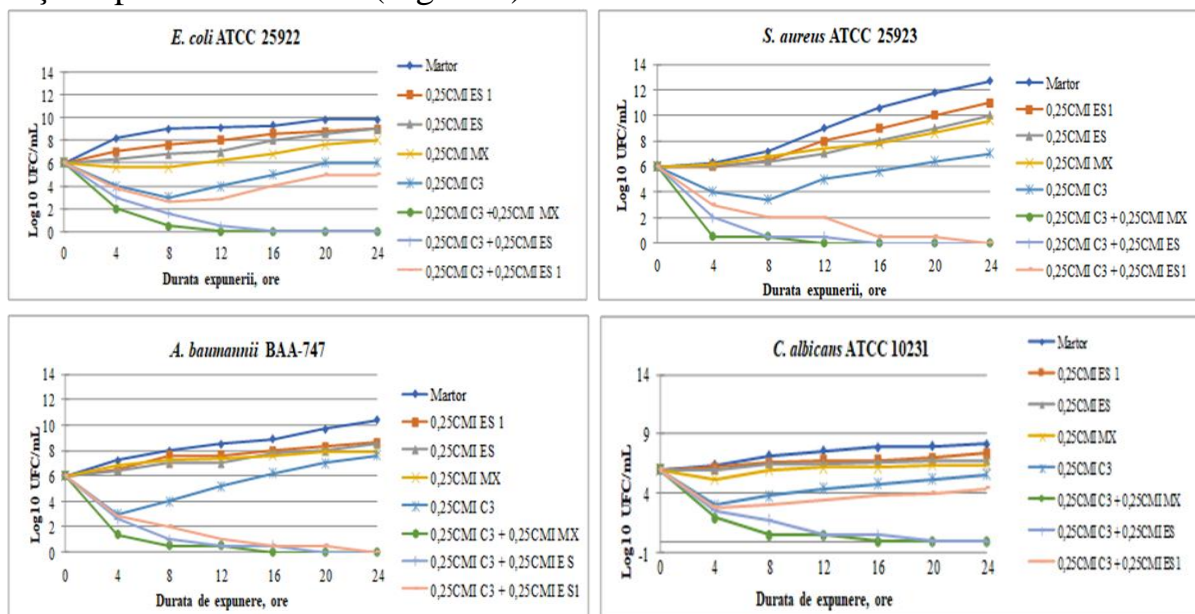 E. coli ATCC 25922
14
12
10
8
6
4
2
0
Log10 UFC/mL
0 4 8 12 16 20 24
Durata expunerii, ore
Martor
0,25CMI ES 1
0,25CMI ES
0,25CMI MX
0,25CMI C3
0,25CMI C3 +0,25CMI MX
0,25CMI C3 + 0,25CMI ES
0,25CMI C3 + 0,25CMI ES 1
S. aureus ATCC 25923
14
12
10
8
6
4
2
0
Log10 UFC/mL
0 4 8 12 16 20 24
Durata expunerii, ore
Martor
0,25CMI ES1
0,25CMI ES
0,25CMI MX
0,25CMI C3
0,25CMI C3 + 0,25CMI MX
0,25CMI C3 + 0,25CMI ES
0,25CMI C3 + 0,25CMI ES1
A. baumannii BAA-747
14
12
10
8
6
4
2
0
Log10 UFC/mL
0 4 8 12 16 20 24
Durata de expunere, ore
Martor
0,25CMI ES 1
0,25CMI ES
0,25CMI MX
0,25CMI C3
0,25CMI C3 + 0,25CMI MX
0,25CMI C3 + 0,25CMI E S
0,25CMI C3 + 0,25CMI E S1
C. albicans ATCC 10231
14
9
4
-1
Log10 UFC/mL
0 4 8 12 16 20 24
Durata de expunere, ore
Martor
0,25CMI ES 1
0,25CMI ES
0,25CMI MX
0,25CMI C3
0,25CMI C3 + 0,25CMI MX
0,25CMI C3 + 0,25CMI ES
0,25CMI C3 + 0,25CMI ES1